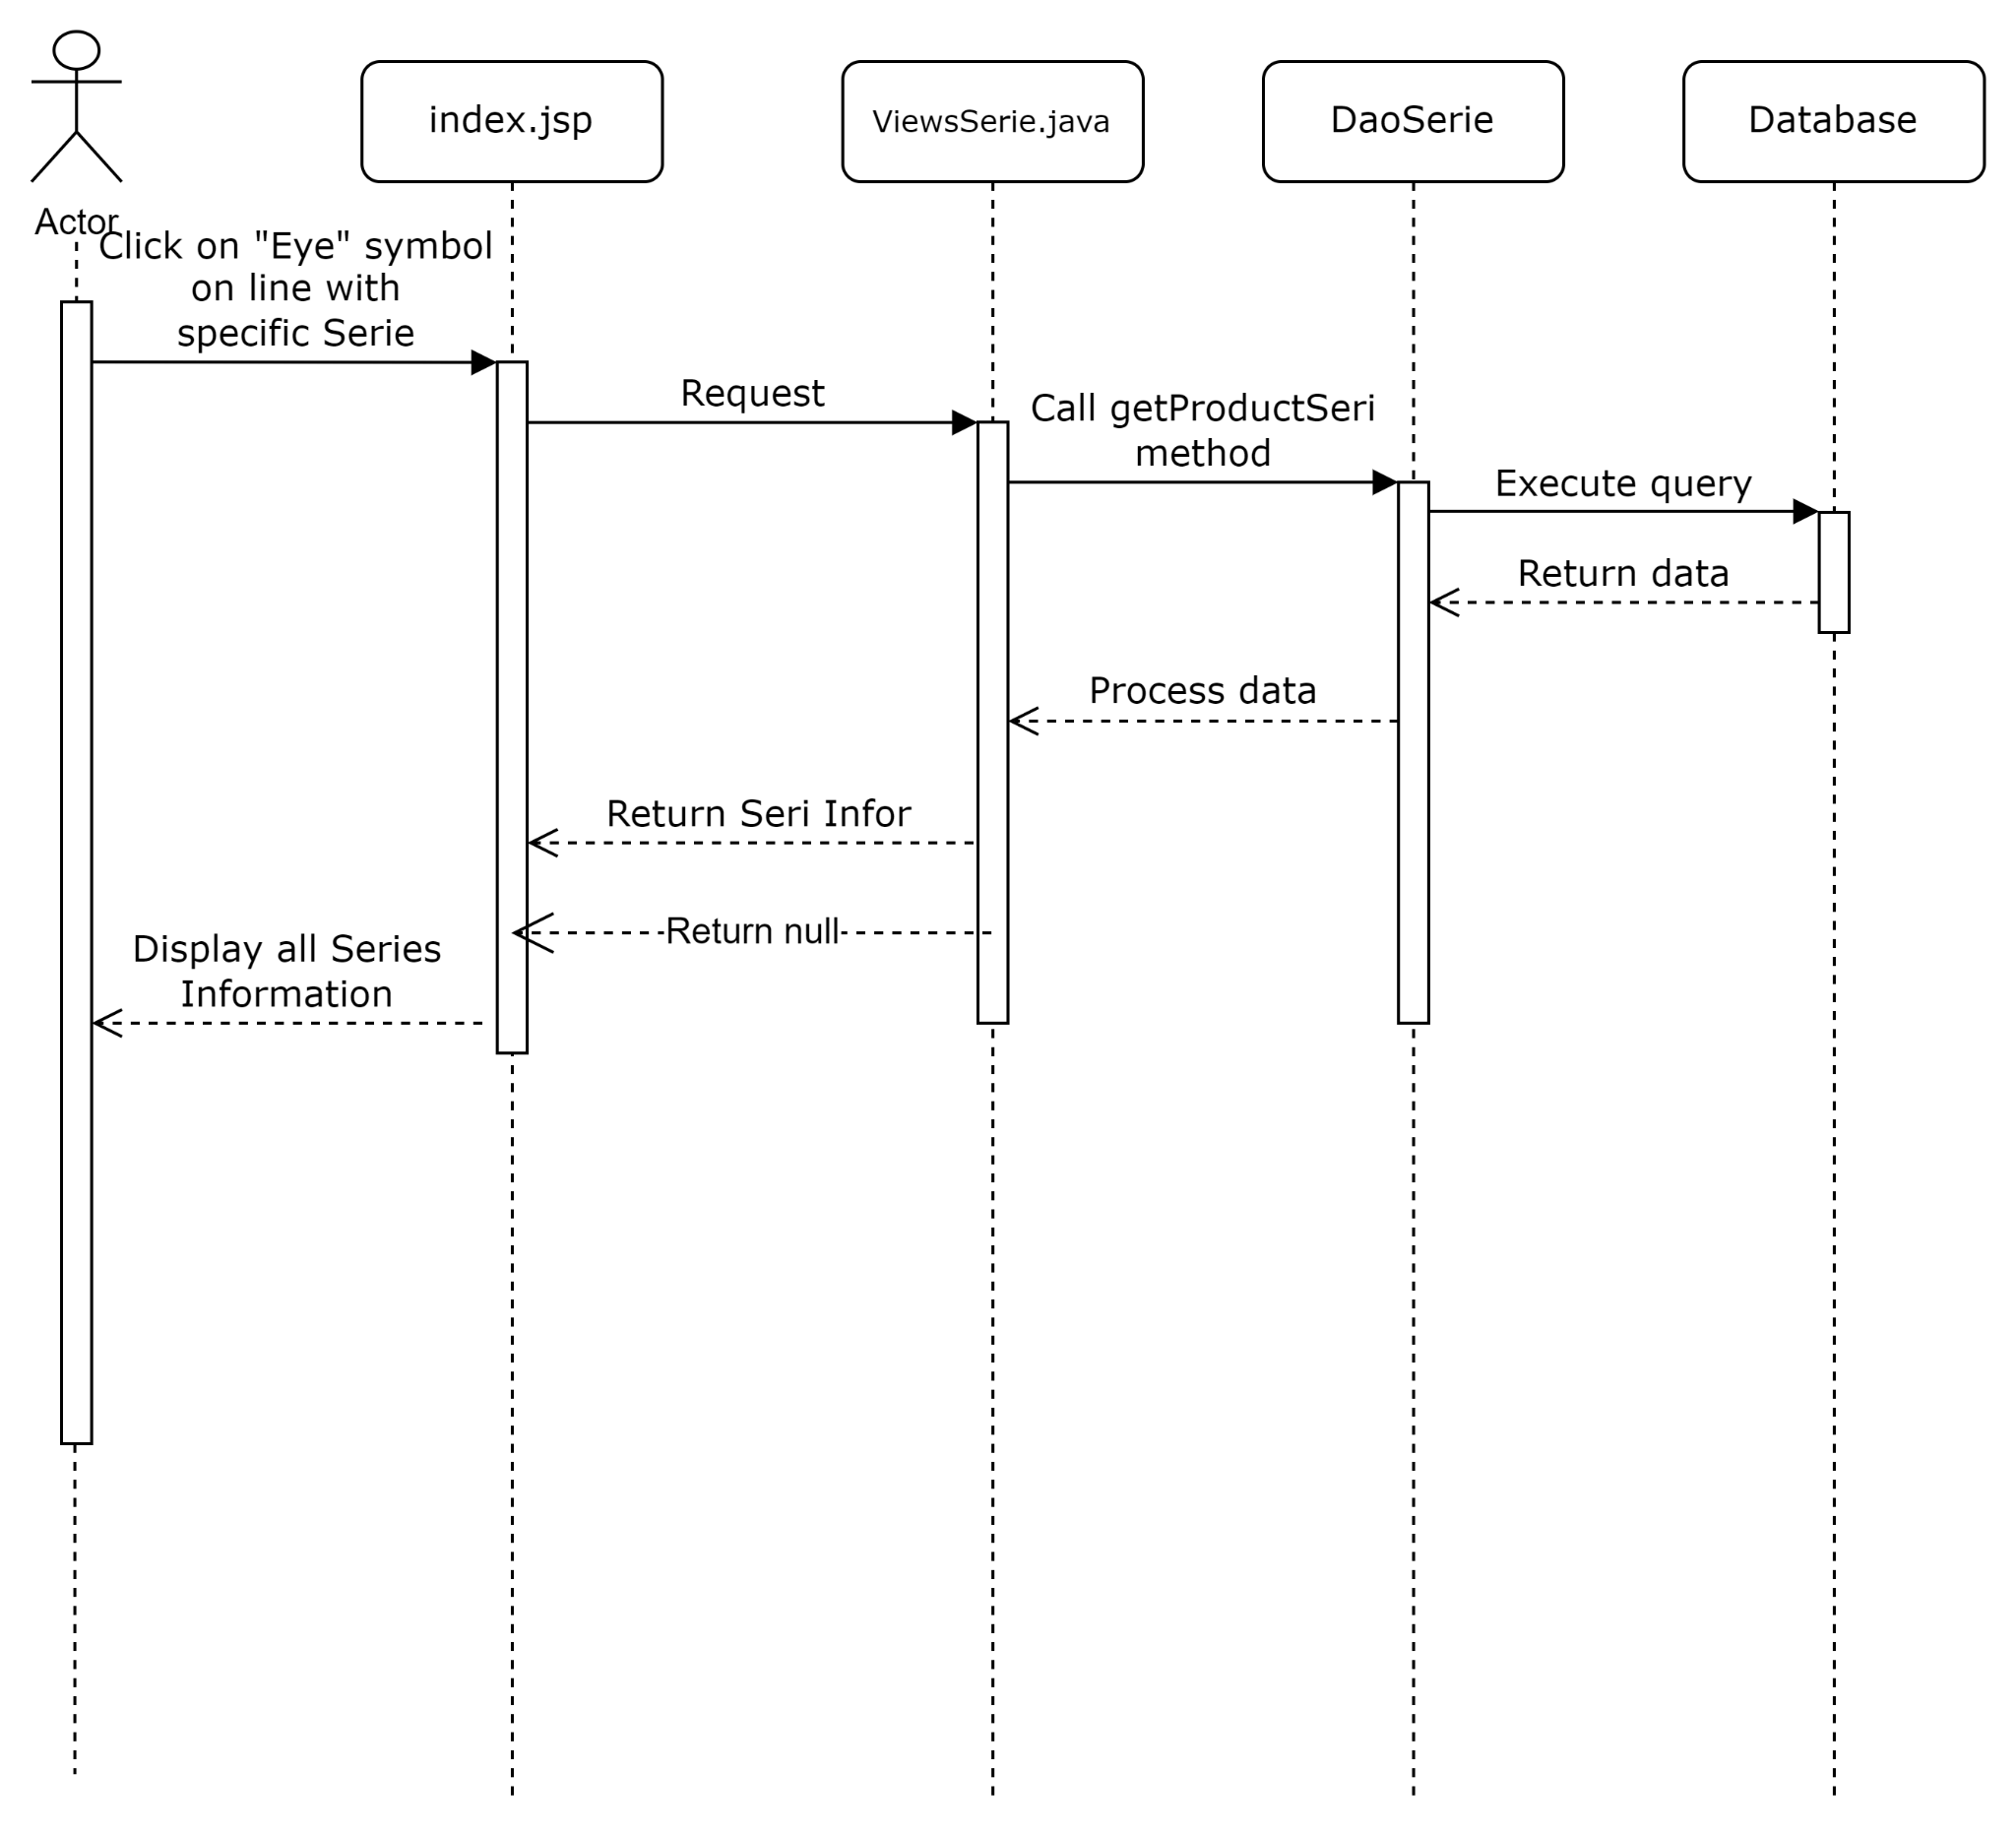 index.jsp
ViewsSerie.java
DaoSerie
Database
Actor
Click on "Eye" symbol
on line with
specific Serie
Request
Call getProductSeri
method
Execute query
Return data
Process data
Return Seri Infor
Return null
Display all Series
Information